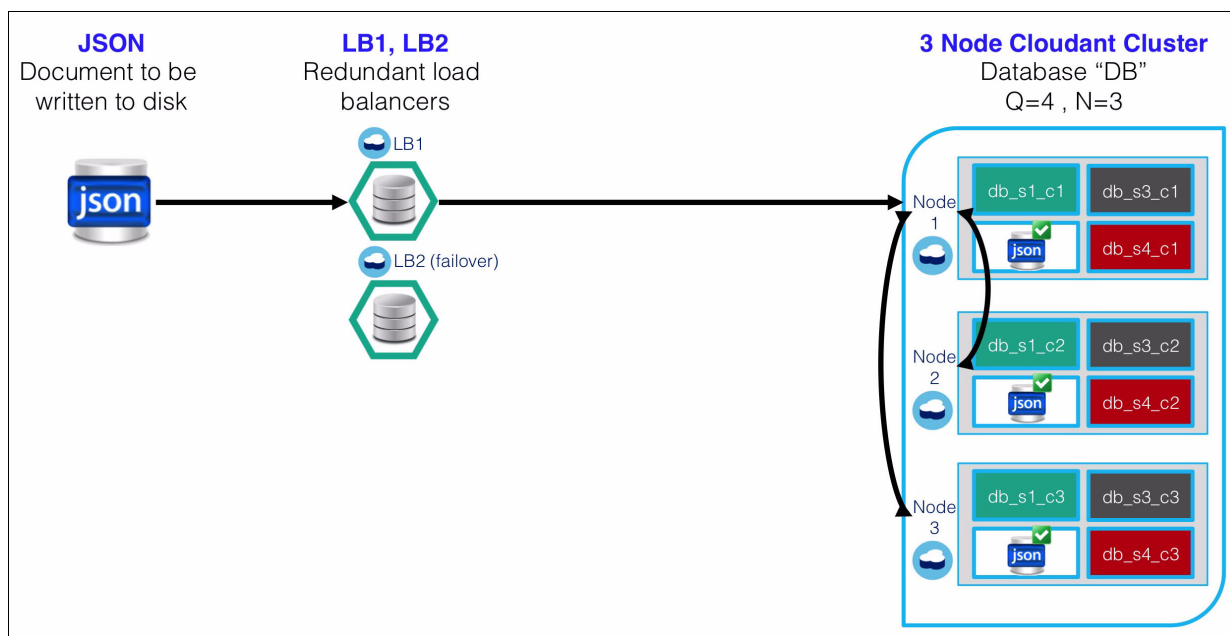 JSON
Document to be
written to disk
LB1, LB2
Redundant load
balancers
3 Node Cloudant Cluster
Database “DB”
Q=4 , N=3
json
LB1
LB2 (failover)
Node
1
db_s1_c1
db_s3_c1
json
db_s4_c1
Node
2
db_s1_c2
db_s3_c2
json
db_s4_c2
Node
3
db_s1_c3
db_s3_c3
json
db_s4_c3